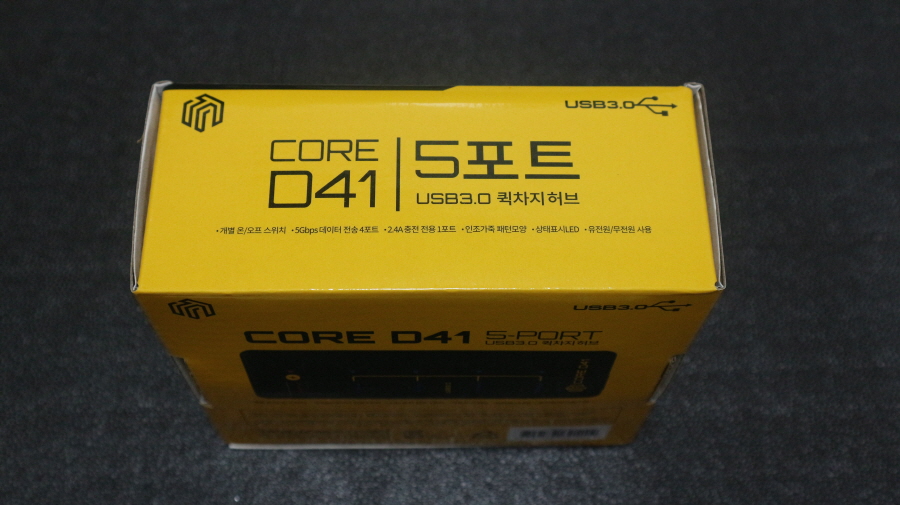 USB3.0
CORE
D41
5포트
USB3.0 퀵차지허브
•개별 온/오프 스위치 •5Gbps 데이터 전송 4포트 •2.4A 충전 전용 1포트 •인조가죽 패턴모양 •상태표시LED •유전원/무전원 사용
USB3.0
CORE D41 5-PORT
USB3.0 퀵차지허브
CORE D41